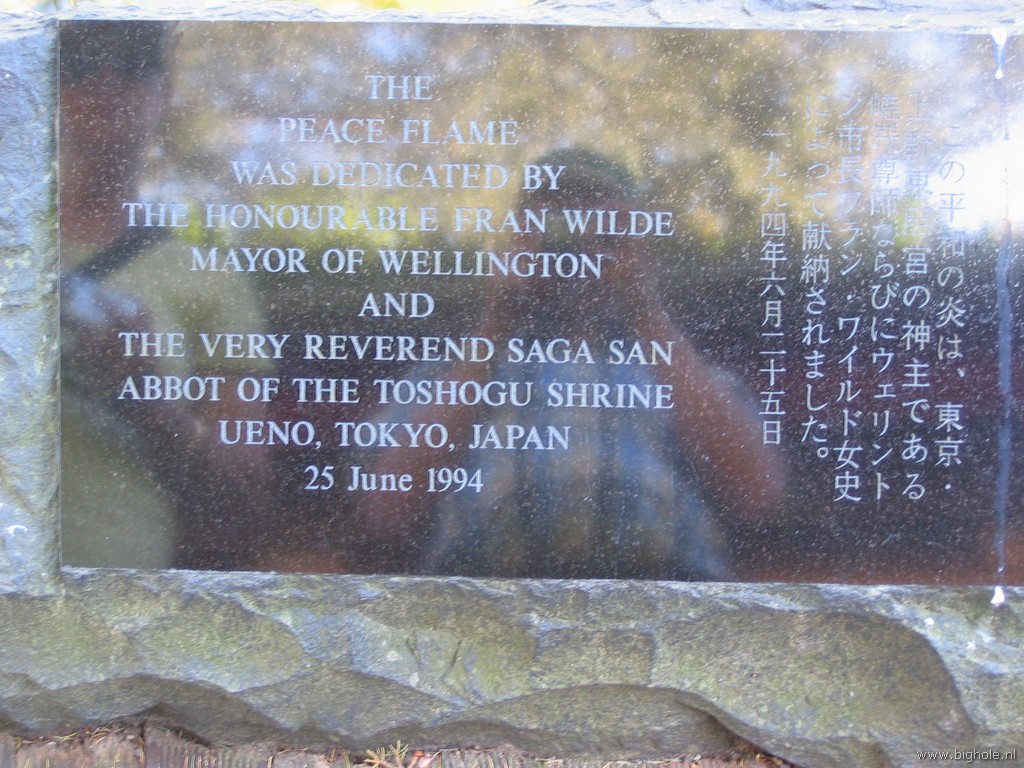 THE
PEACE FLAME
WAS DEDICATED BY
THE HONOURABLE FRAN WILDE
MAYOR OF WELLINGTON
AND
THE VERY REVEREND SAGA SAN
ABBOT OF THE TOSHOGU SHRINE
UENO, TOKYO, JAPAN
25 June 1994
この平和の炎は、東京・
上野東照宮の神主である
嵯峨尊師ならびにウェリント
ン市長フラン・ワイルド女史
によって献納されました。
一九九四年六月二十五日
www.bighole.nl